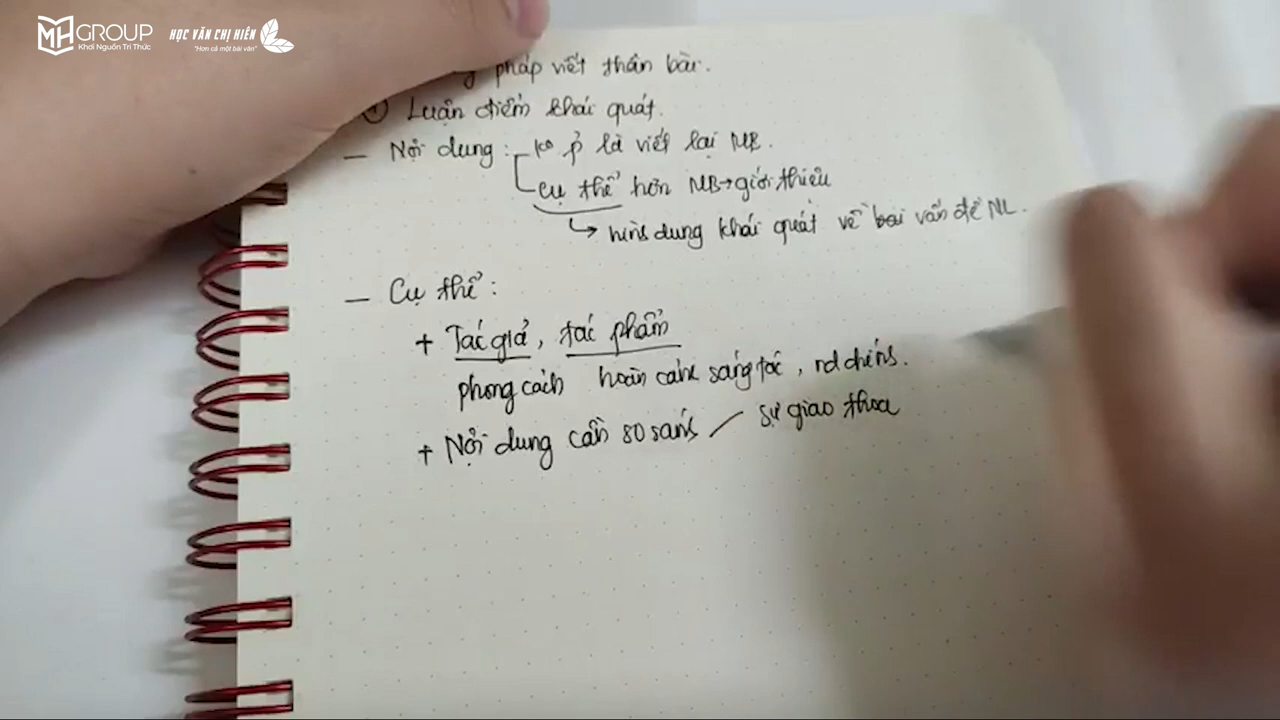 MH GROUP
Khơi Nguồn Tri Thức
HỌC VĂN CHỊ HIÊN
"Hơn cả một bài văn"
pháp viết thân bài.
① Luận điểm khái quát.
— Nội dung: ko p̉ là viết lại MB.
cụ thể hơn MB → giới thiệu
↳ hình dung khái quát về bài vấn đề NL.
— Cụ thể:
+ Tác giả, tác phẩm
phong cách hoàn cảnh sáng tác, nd chính.
+ Nội dung cần so sánh / sự giao thoa